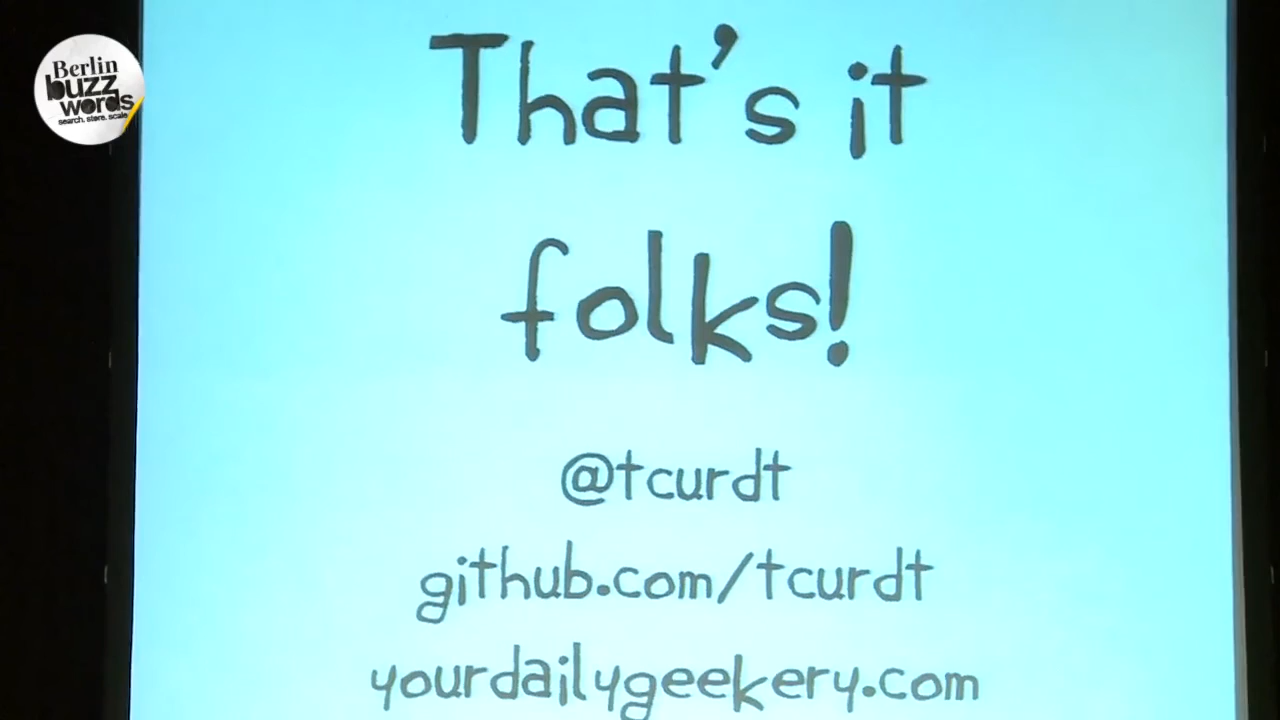 Berlin
buzz
words
search. store. scale
That's it
folks!
@tcurdt
github.com/tcurdt
yourdailygeekery.com